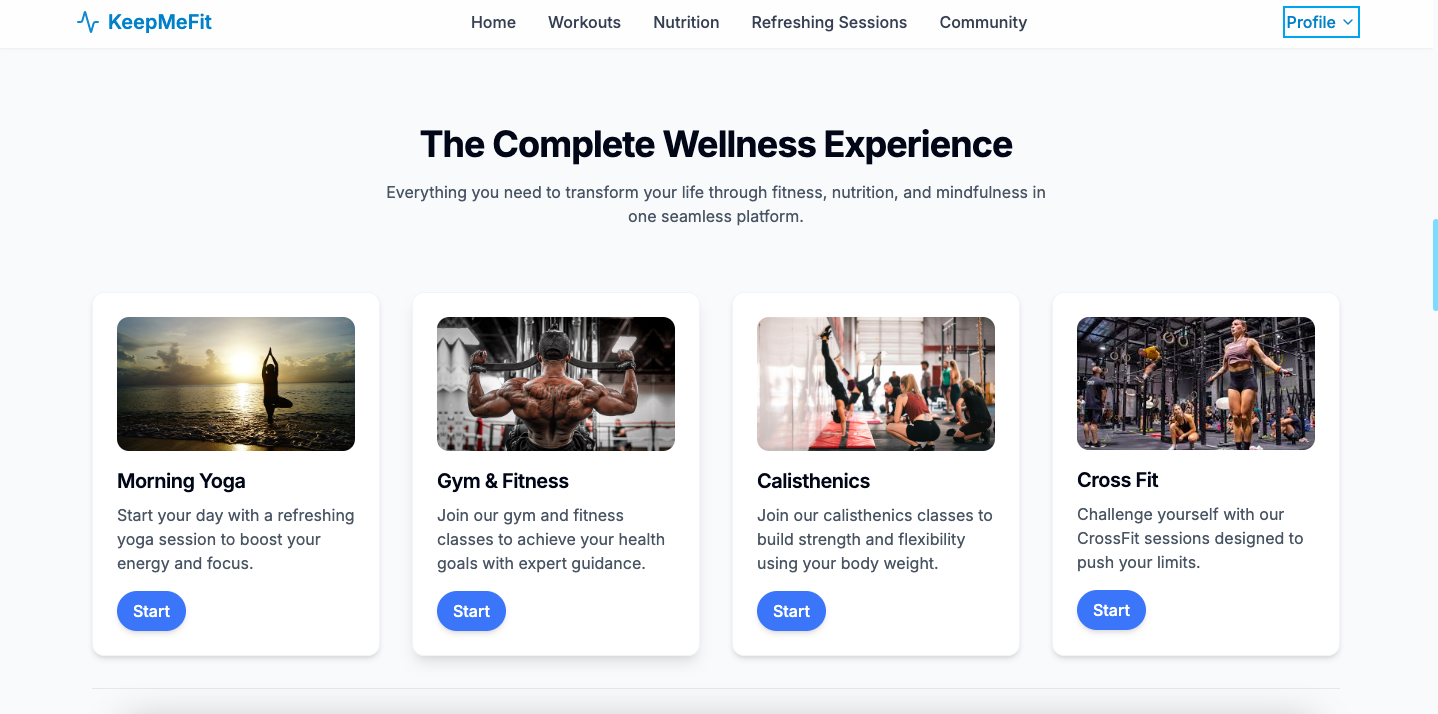 KeepMeFit
Home
Workouts
Nutrition
Refreshing Sessions
Community
Profile
The Complete Wellness Experience
Everything you need to transform your life through fitness, nutrition, and mindfulness in
one seamless platform.
Morning Yoga
Start your day with a refreshing
yoga session to boost your
energy and focus.
Start
Gym & Fitness
Join our gym and fitness
classes to achieve your health
goals with expert guidance.
Start
Calisthenics
Join our calisthenics classes to
build strength and flexibility
using your body weight.
Start
Cross Fit
Challenge yourself with our
CrossFit sessions designed to
push your limits.
Start